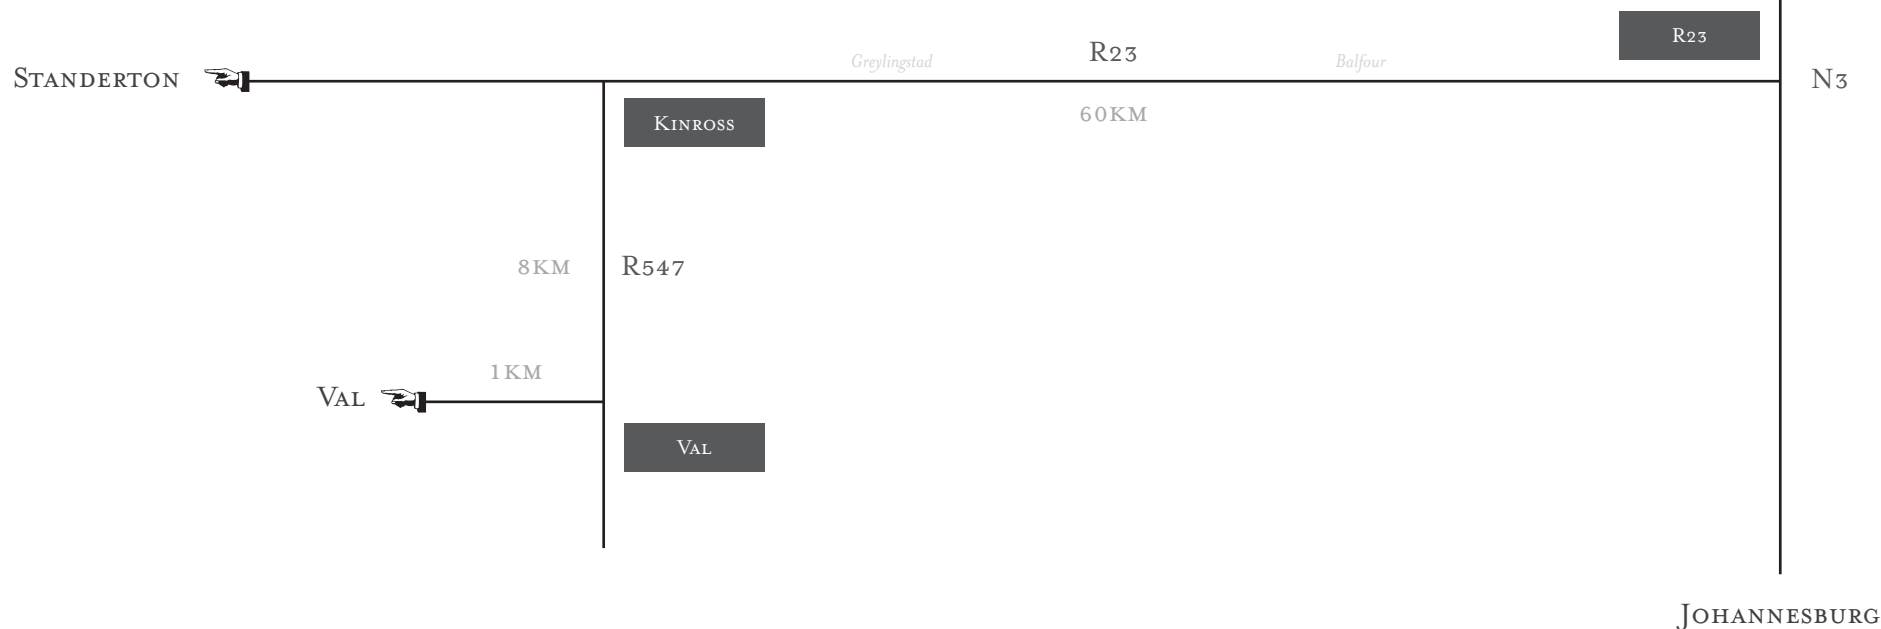 R23
Greylingstad
R23
Balfour
Standerton
N3
Kinross
60KM
8KM
R547
1KM
Val
Val
Johannesburg